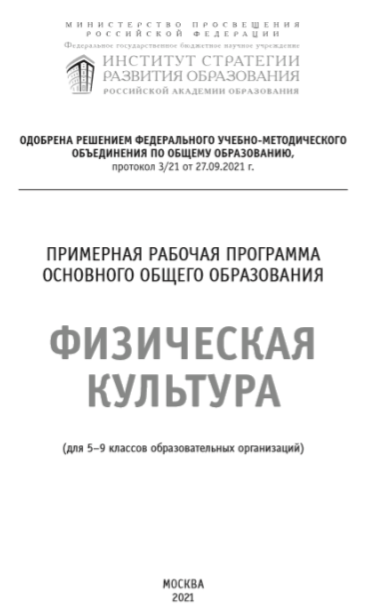 МИНИСТЕРСТВО ПРОСВЕЩЕНИЯ
РОССИЙСКОЙ ФЕДЕРАЦИИ
Федеральное государственное бюджетное научное учреждение
ИНСТИТУТ СТРАТЕГИИ
РАЗВИТИЯ ОБРАЗОВАНИЯ
РОССИЙСКОЙ АКАДЕМИИ ОБРАЗОВАНИЯ
ОДОБРЕНА РЕШЕНИЕМ ФЕДЕРАЛЬНОГО УЧЕБНО-МЕТОДИЧЕСКОГО
ОБЪЕДИНЕНИЯ ПО ОБЩЕМУ ОБРАЗОВАНИЮ,
протокол 3/21 от 27.09.2021 г.
ПРИМЕРНАЯ РАБОЧАЯ ПРОГРАММА
ОСНОВНОГО ОБЩЕГО ОБРАЗОВАНИЯ
ФИЗИЧЕСКАЯ
КУЛЬТУРА
(для 5–9 классов образовательных организаций)
МОСКВА
2021